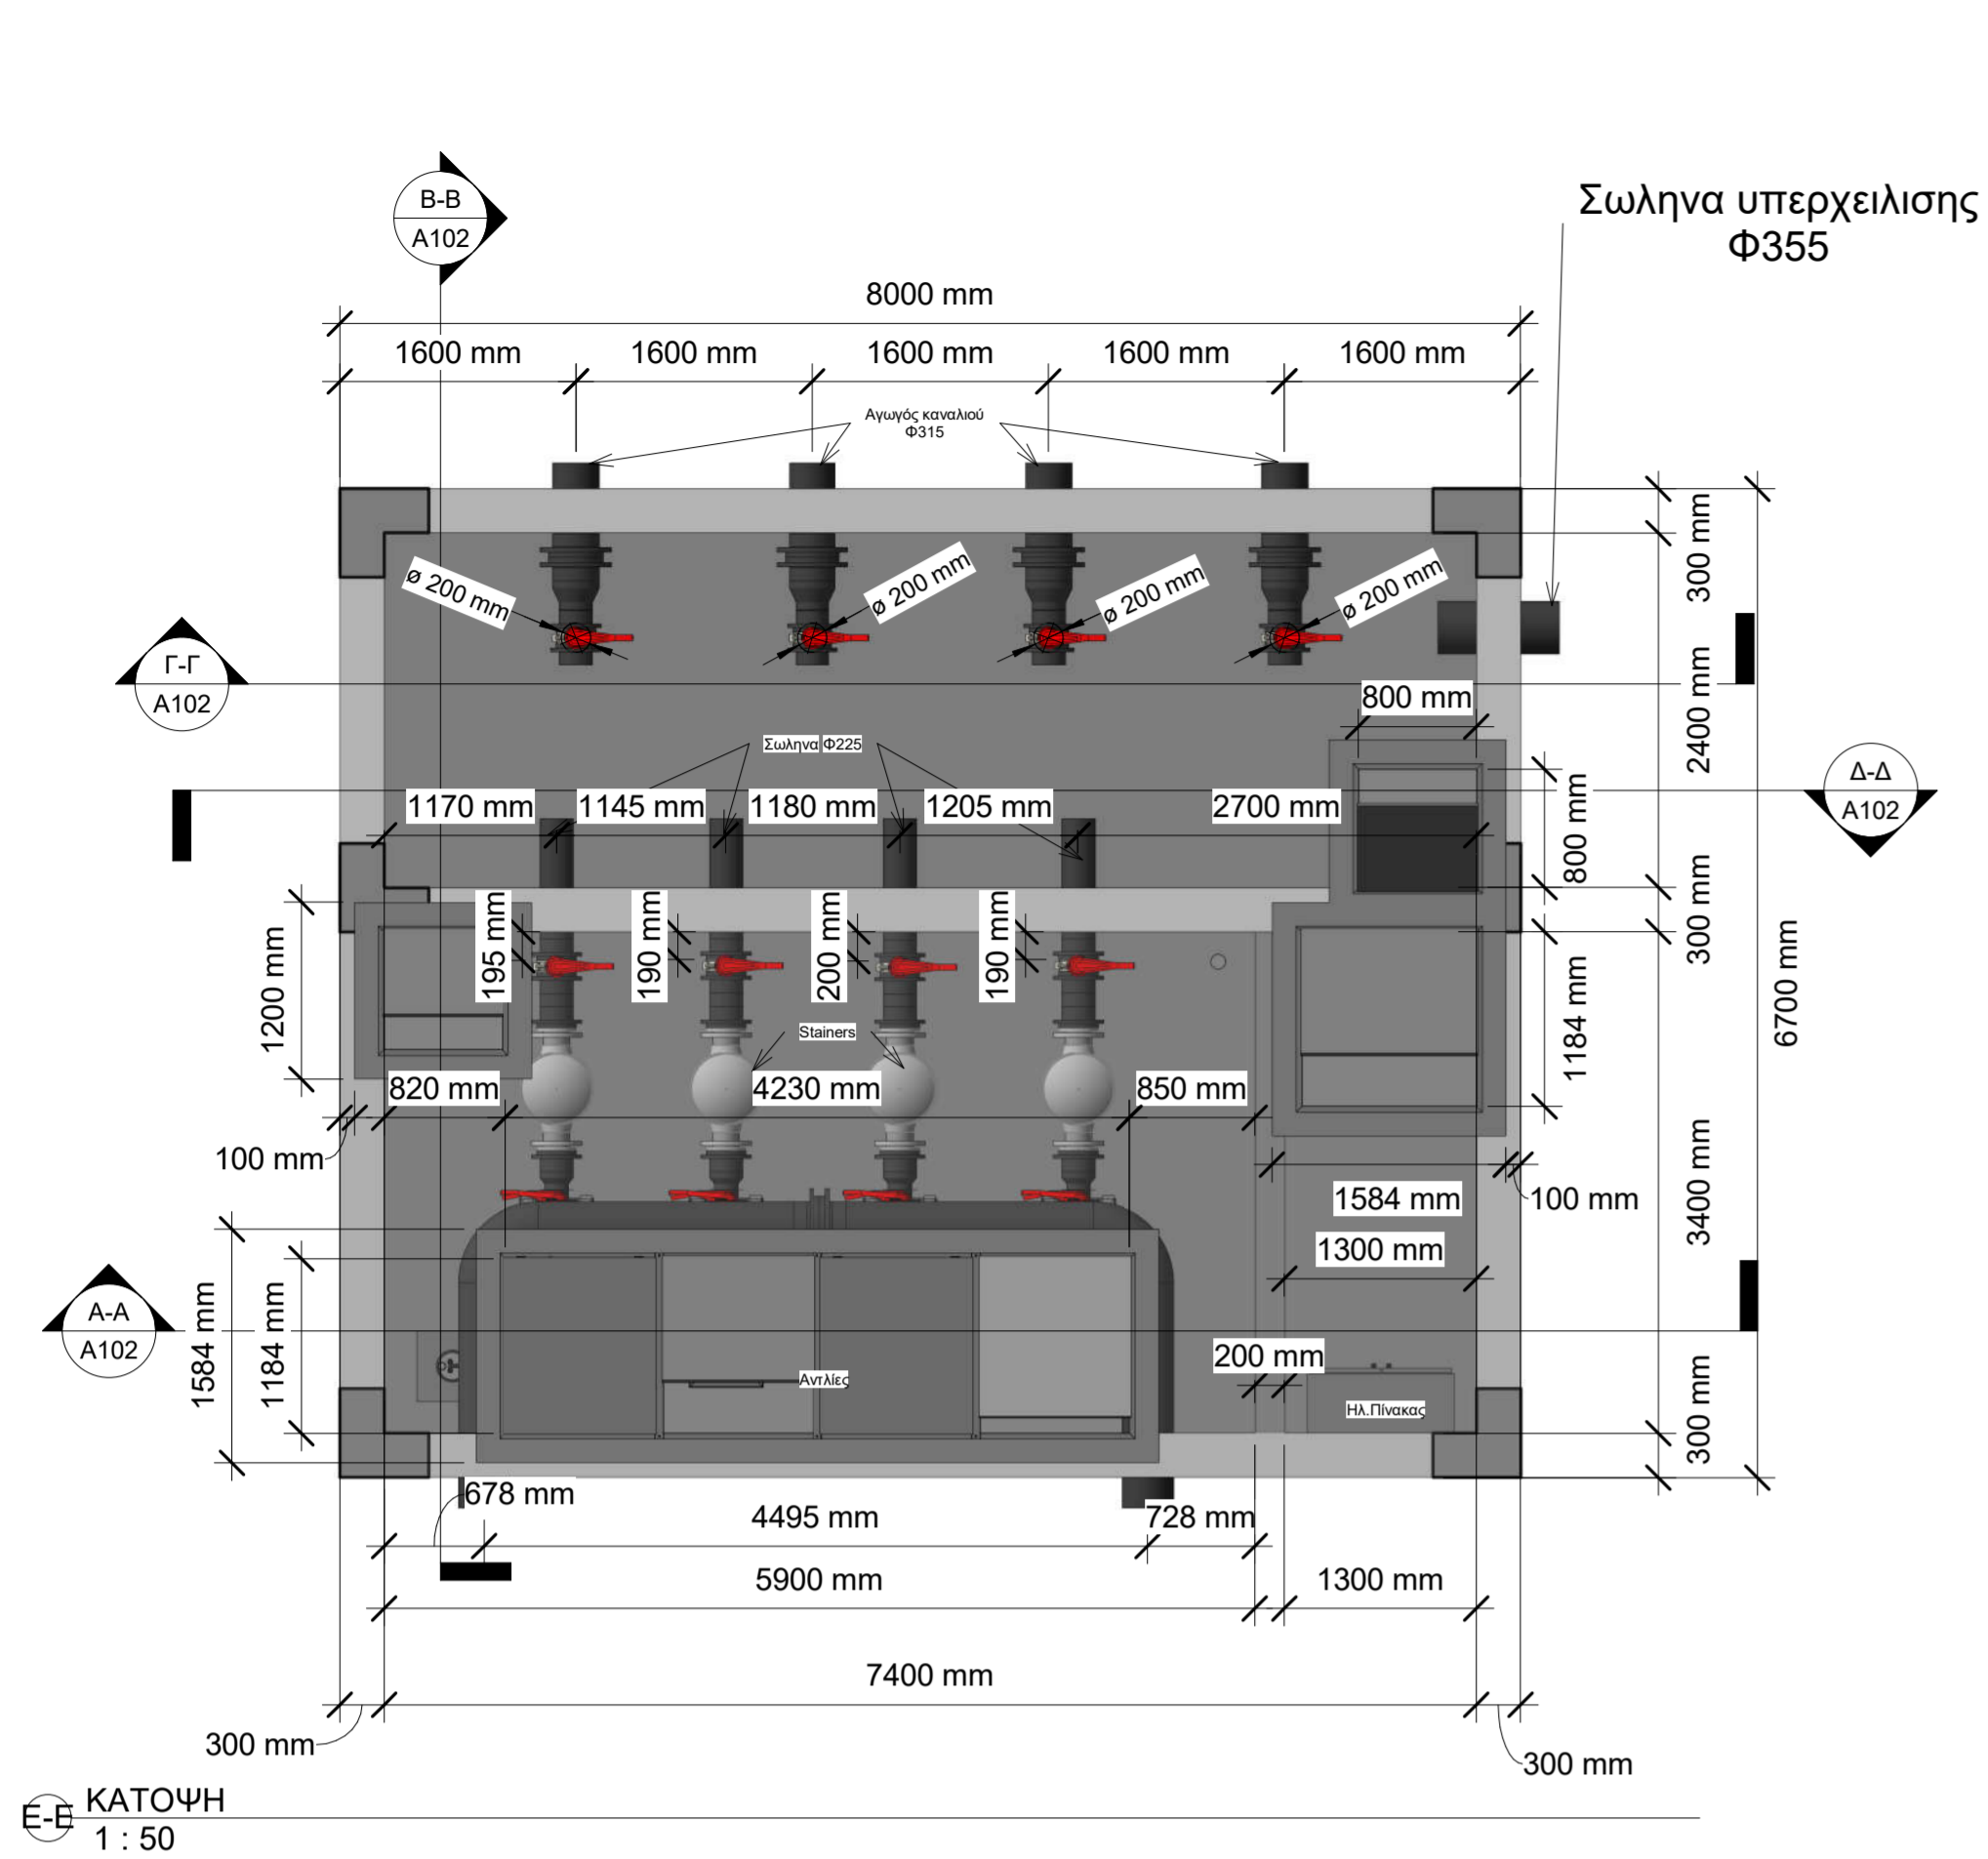 B-B
A102
Σωληνα υπερχειλισης
Φ355
8000 mm
1600 mm
1600 mm
1600 mm
1600 mm
1600 mm
Αγωγός καναλιού
Φ315
300 mm
ø 200 mm
ø 200 mm
ø 200 mm
ø 200 mm
Γ-Γ
A102
2400 mm
800 mm
Σωληνα Φ225
Δ-Δ
A102
1170 mm
1145 mm
1180 mm
1205 mm
2700 mm
800 mm
300 mm
195 mm
190 mm
200 mm
190 mm
1200 mm
6700 mm
1184 mm
Stainers
820 mm
4230 mm
850 mm
100 mm
3400 mm
1584 mm
100 mm
1300 mm
A-A
A102
1584 mm
1184 mm
200 mm
Αντλίες
Ηλ.Πίνακας
300 mm
678 mm
4495 mm
728 mm
5900 mm
1300 mm
7400 mm
300 mm
300 mm
E-E
ΚΑΤΟΨΗ
1 : 50